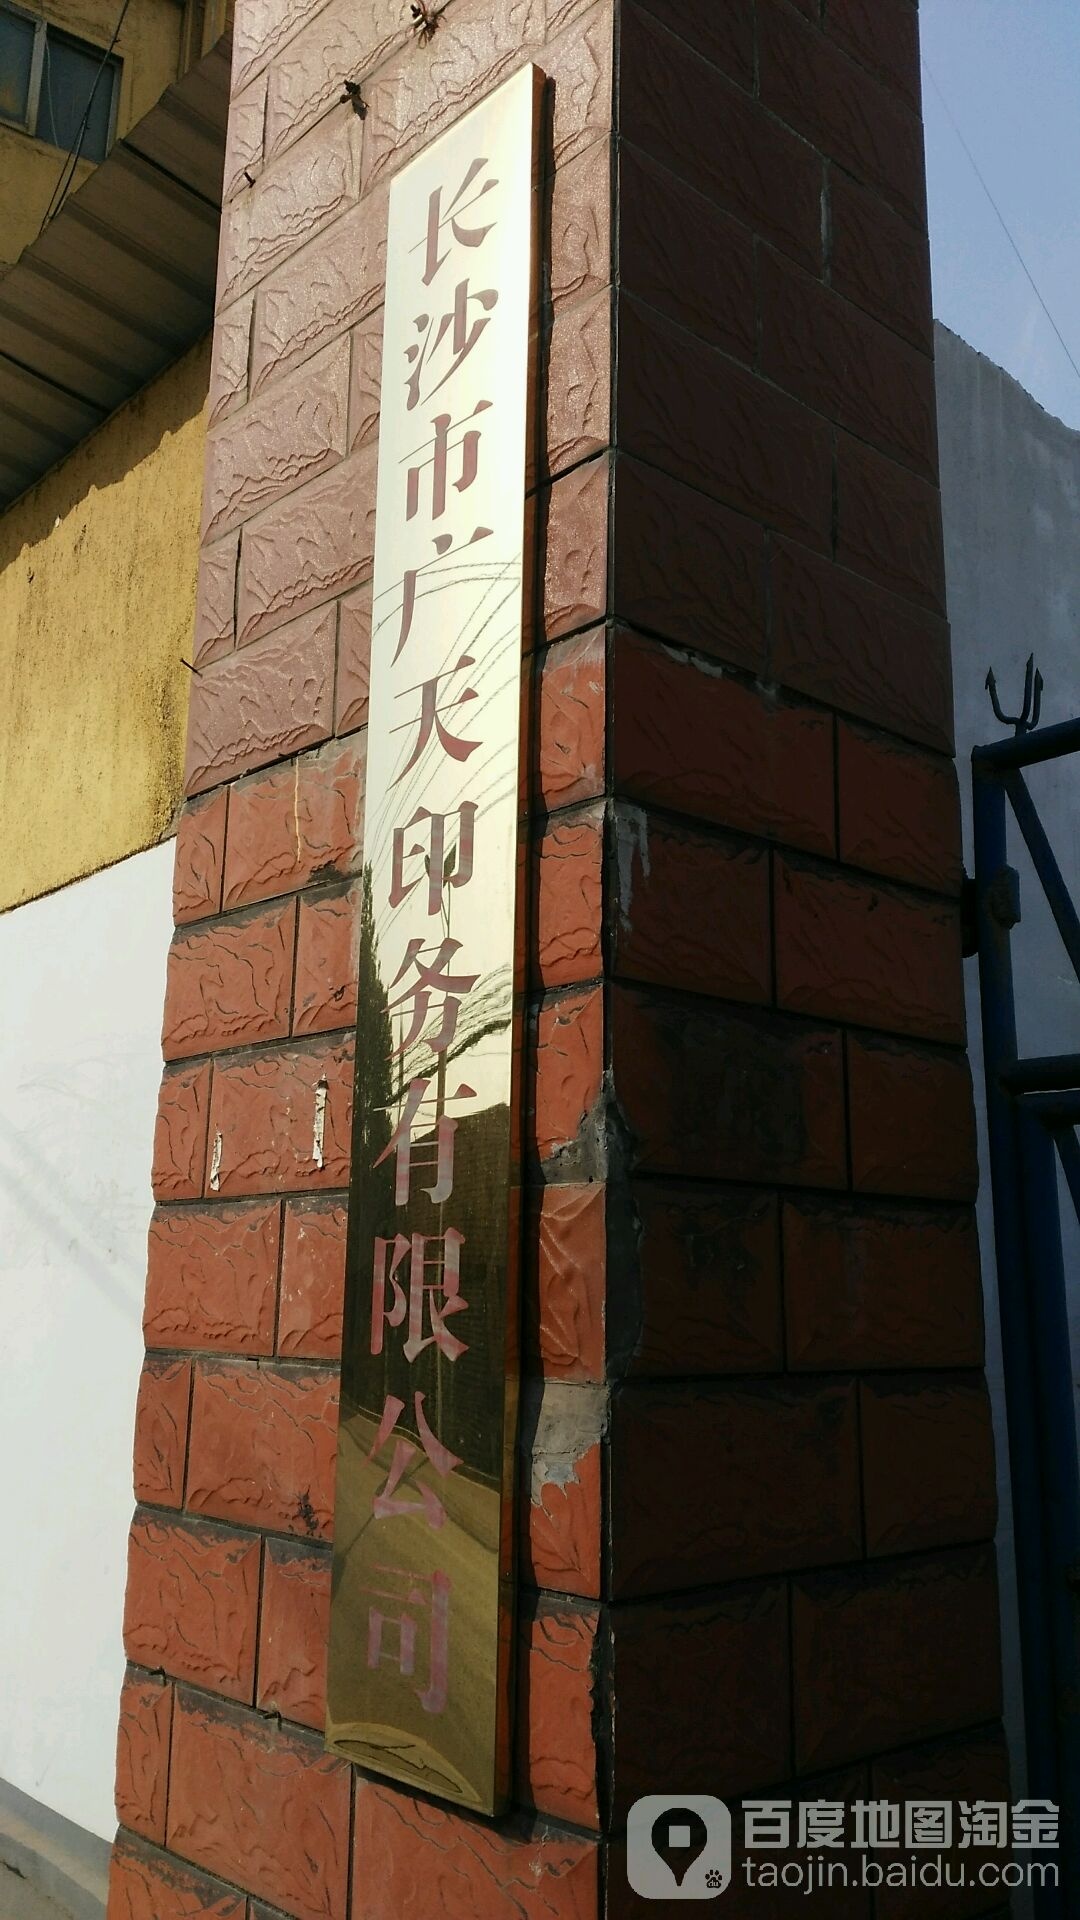 长沙市广天印务有限公司
百度地图淘金
taojin.baidu.com
du